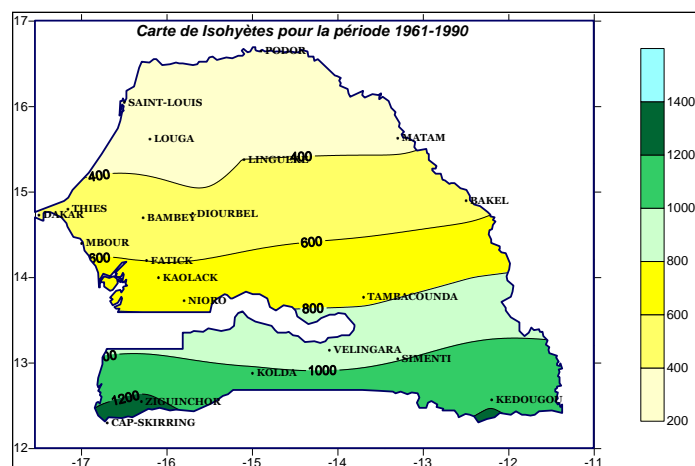 Carte de Isohyètes pour la période 1961-1990
17
PODOR
16
SAINT-LOUIS
LOUGA
MATAM
LINGUERE
400
400
15
THIES
BAKEL
DAKAR
BAMBEY
DIOURBEL
MBOUR
600
600
FATICK
14
KAOLACK
NIORO
800
TAMBACOUNDA
VELINGARA
00
SIMENTI
13
KOLDA
1000
1200
ZIGUINCHOR
KEDOUGOU
CAP-SKIRRING
12
-17
-16
-15
-14
-13
-12
-11
1400
1200
1000
800
600
400
200